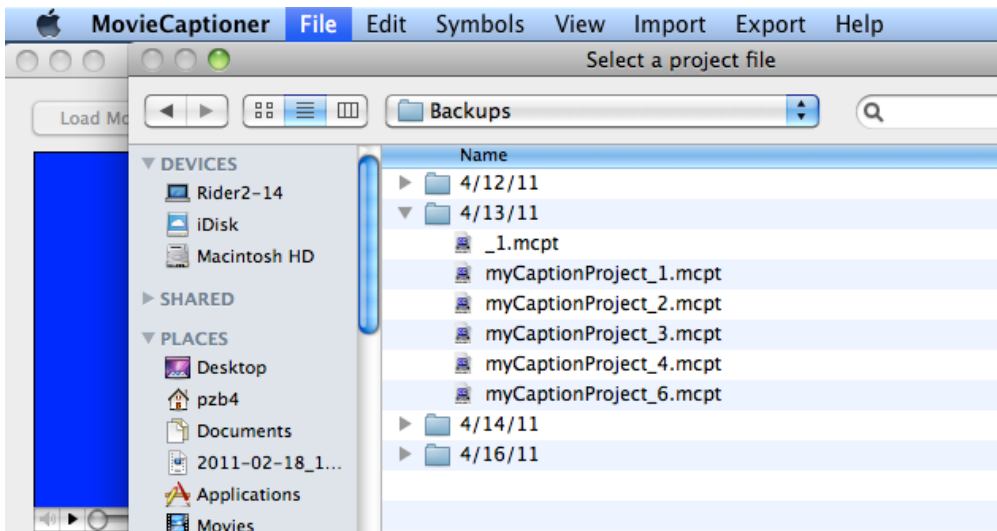 MovieCaptioner File Edit Symbols View Import Export Help
Select a project file
Load Mo
Backups
Name
DEVICES
Rider2-14
iDisk
Macintosh HD
SHARED
PLACES
Desktop
pzb4
Documents
2011-02-18_1...
Applications
Movies
4/12/11
4/13/11
_1.mcpt
myCaptionProject_1.mcpt
myCaptionProject_2.mcpt
myCaptionProject_3.mcpt
myCaptionProject_4.mcpt
myCaptionProject_6.mcpt
4/14/11
4/16/11